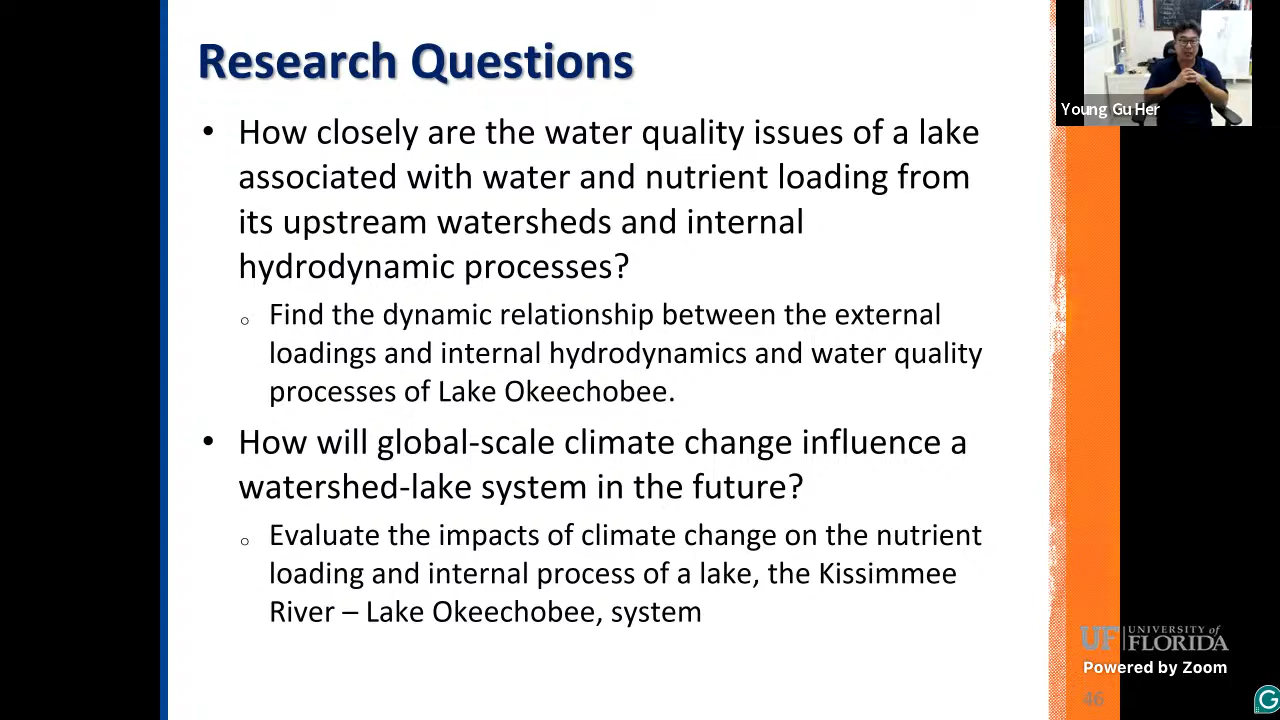 Research Questions
• How closely are the water quality issues of a lake
associated with water and nutrient loading from
its upstream watersheds and internal
hydrodynamic processes?
○ Find the dynamic relationship between the external
loadings and internal hydrodynamics and water quality
processes of Lake Okeechobee.
• How will global-scale climate change influence a
watershed-lake system in the future?
○ Evaluate the impacts of climate change on the nutrient
loading and internal process of a lake, the Kissimmee
River – Lake Okeechobee, system
Young Gu Her
UF UNIVERSITY of
FLORIDA
Powered by Zoom
46
G